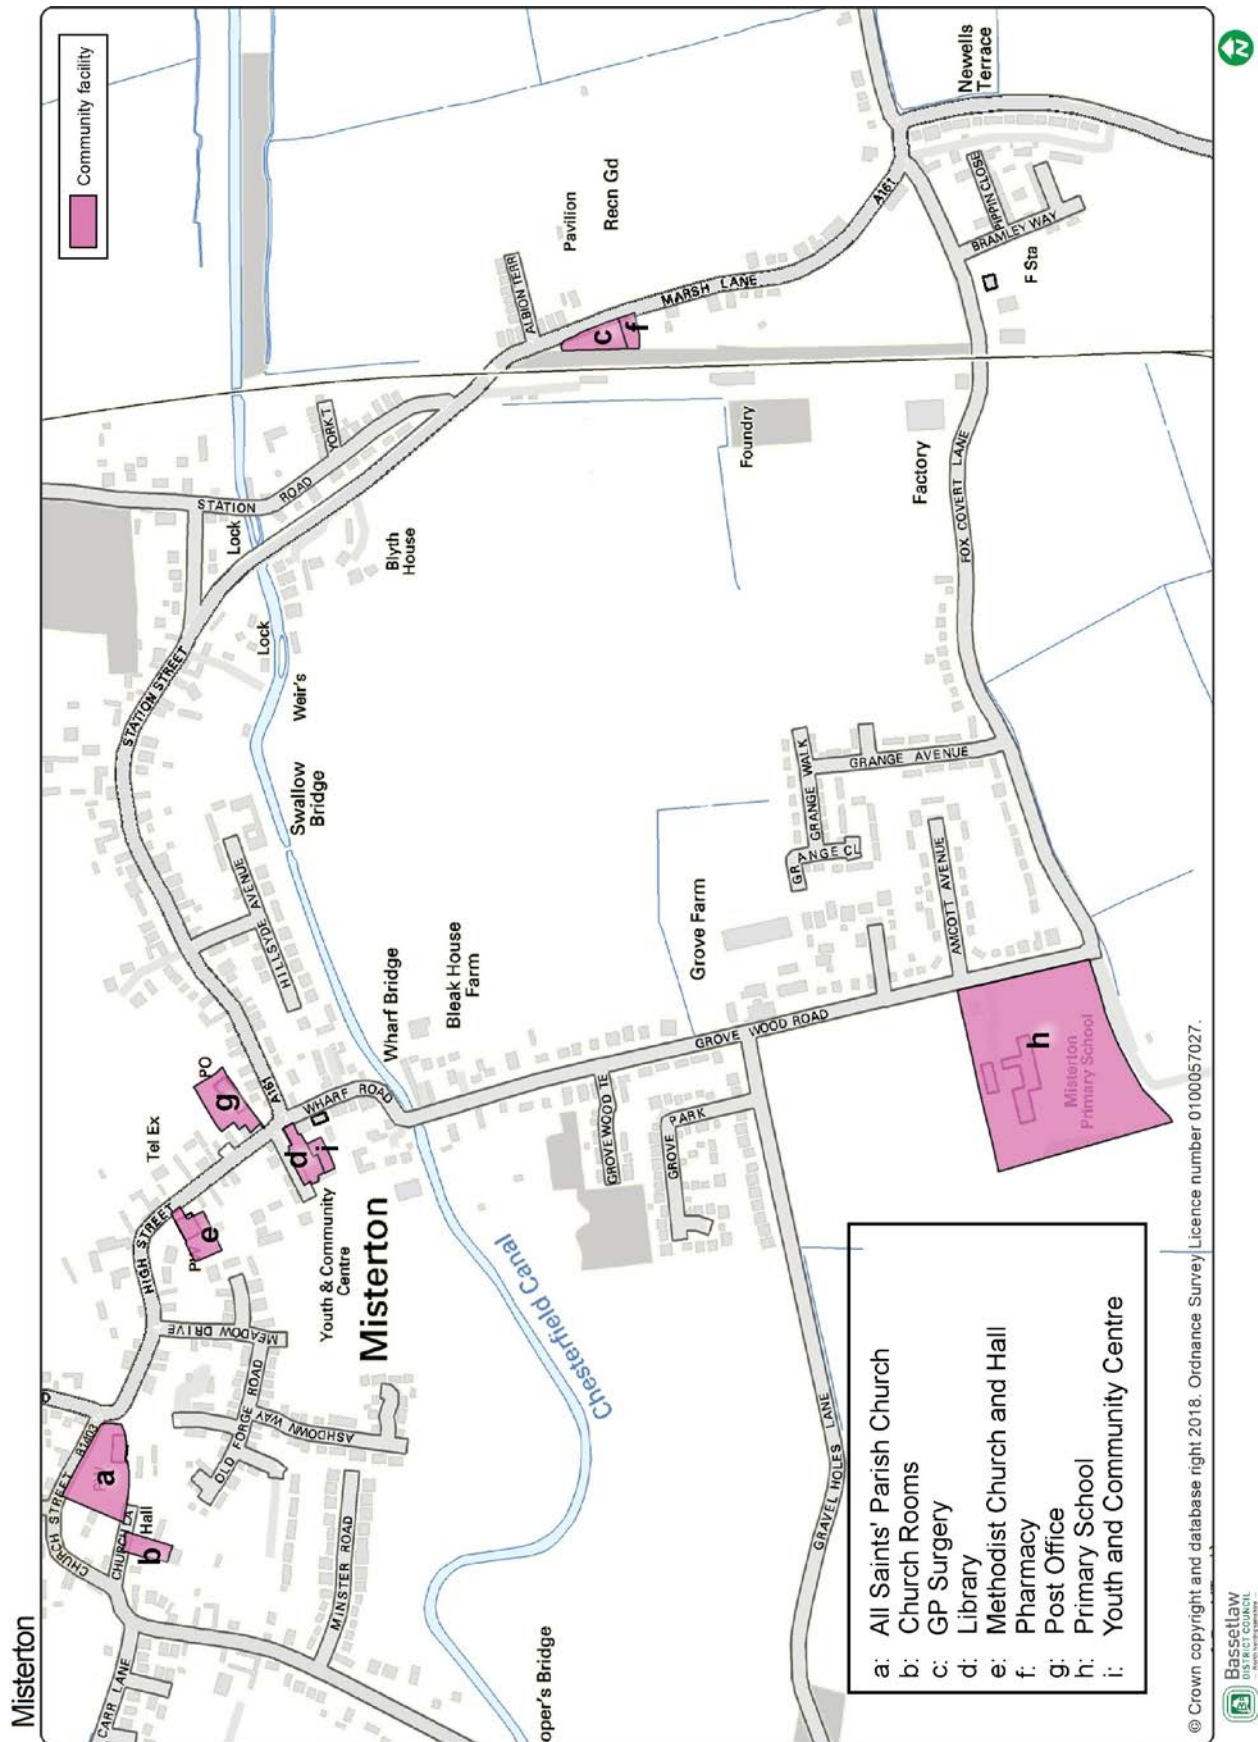 Misterton
Community facility
CARR LANE
CHURCH STREET
B1403
CHURCH LA
Hall
a
b
MINSTER ROAD
OLD FORGE ROAD
ASHDOWN WAY
MEADOW DRIVE
HIGH STREET
e
Tel Ex
PO
g
A161
d
i
Youth & Community
Centre
Misterton
WHARF ROAD
Wharf Bridge
Bleak House
Farm
HILLSYDE AVENUE
STATION STREET
Swallow
Bridge
Weir's
Lock
Lock
STATION ROAD
YORK T
Blyth
House
ALBION TERR
Pavilion
Recn Gd
c
f
MARSH LANE
A161
Newells
Terrace
PIPPIN CLOSE
BRAMLEY WAY
F Sta
Foundry
Factory
FOX COVERT LANE
GRANGE AVENUE
GRANGE WALK
GRANGE CL
AMCOTT AVENUE
Grove Farm
GROVE WOOD ROAD
GROVEWOOD TE
GROVE PARK
Chesterfield Canal
oper's Bridge
GRAVEL HOLES LANE
h
Misterton
Primary School
a: All Saints' Parish Church
b: Church Rooms
c: GP Surgery
d: Library
e: Methodist Church and Hall
f: Pharmacy
g: Post Office
h: Primary School
i: Youth and Community Centre
© Crown copyright and database right 2018. Ordnance Survey Licence number 0100057027.
Bassetlaw
DISTRICT COUNCIL
N